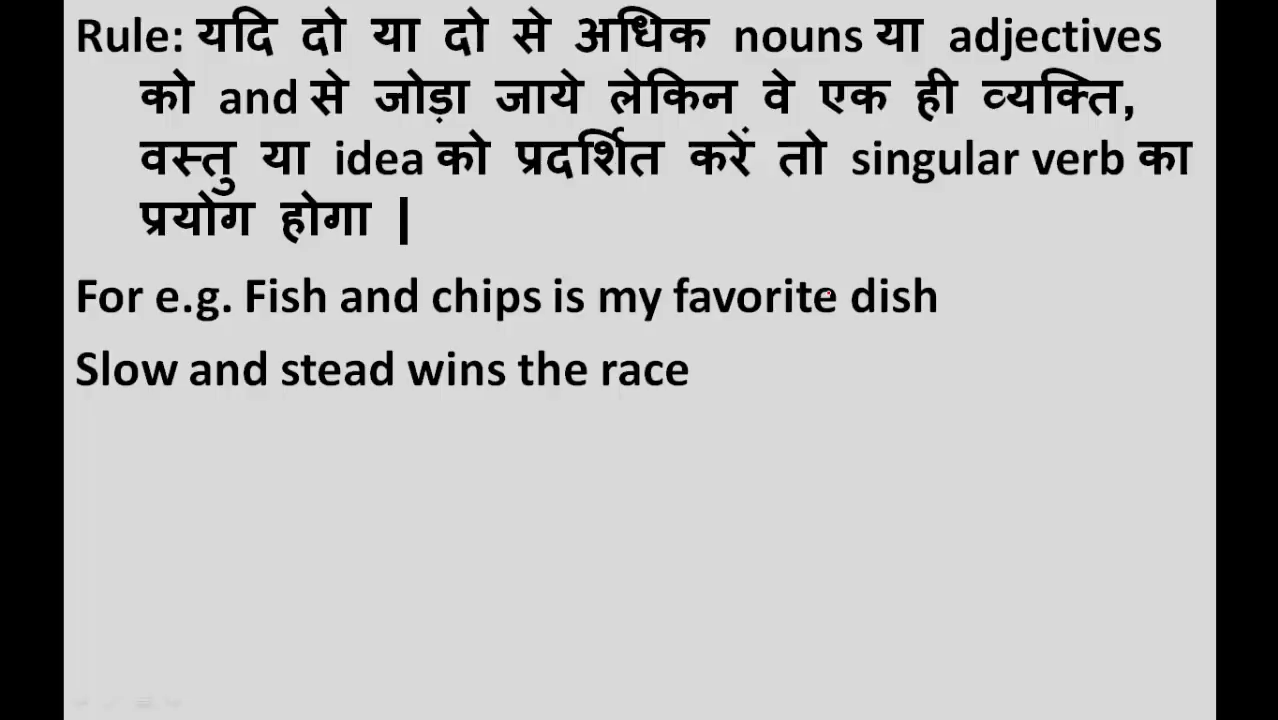 Rule: यदि दो या दो से अधिक nouns या adjectives
को and से जोड़ा जाये लेकिन वे एक ही व्यक्ति,
वस्तु या idea को प्रदर्शित करें तो singular verb का
प्रयोग होगा |
For e.g. Fish and chips is my favorite dish
Slow and stead wins the race